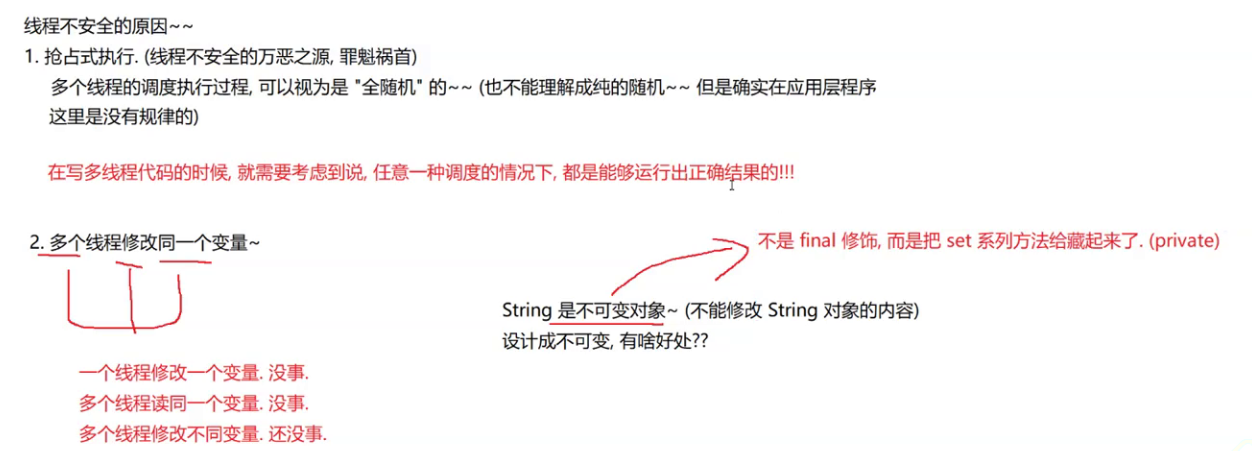 线程不安全的原因~~
1. 抢占式执行. (线程不安全的万恶之源, 罪魁祸首)
多个线程的调度执行过程, 可以视为是 "全随机" 的~~ (也不能理解成纯的随机~~ 但是确实在应用层程序
这里是没有规律的)
在写多线程代码的时候, 就需要考虑到说, 任意一种调度的情况下, 都是能够运行出正确结果的!!!
2. 多个线程修改同一个变量~
不是 final 修饰, 而是把 set 系列方法给藏起来了. (private)
String 是不可变对象~ (不能修改 String 对象的内容)
设计成不可变, 有啥好处??
一个线程修改一个变量. 没事.
多个线程读同一个变量. 没事.
多个线程修改不同变量. 还没事.